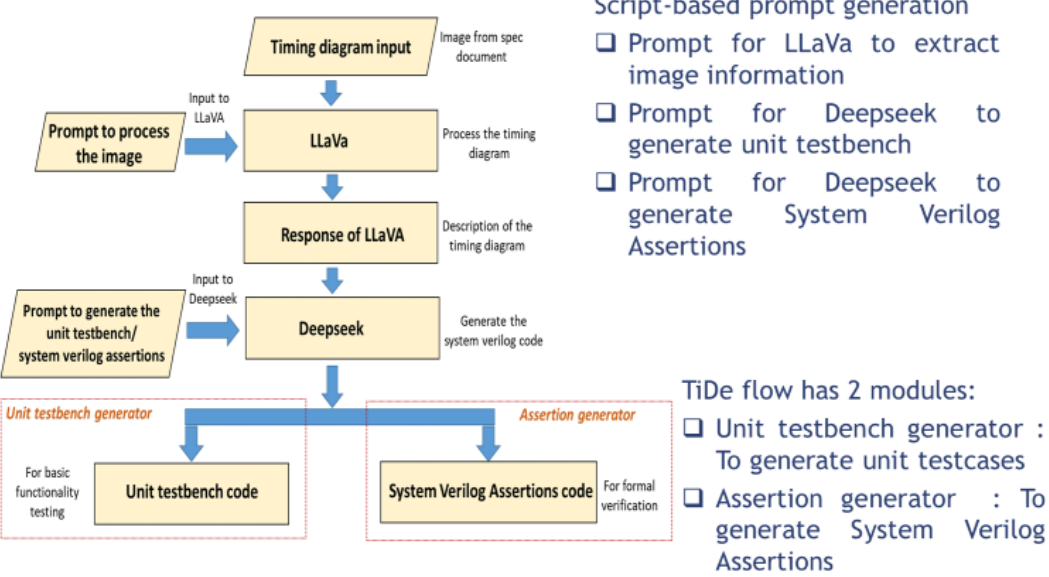 Script-based prompt generation
❑ Prompt for LLaVa to extract
image information
❑ Prompt for Deepseek to
generate unit testbench
❑ Prompt for Deepseek to
generate System Verilog
Assertions
Timing diagram input
Image from spec
document
Input to
LLaVA
Prompt to process
the image
LLaVa
Process the timing
diagram
Response of LLaVA
Description of the
timing diagram
Input to
Deepseek
Prompt to generate the
unit testbench/
system verilog assertions
Deepseek
Generate the
system verilog code
Unit testbench generator
Assertion generator
For basic
functionality
testing
Unit testbench code
System Verilog Assertions code
For formal
verification
TiDe flow has 2 modules:
❑ Unit testbench generator :
To generate unit testcases
❑ Assertion generator : To
generate System Verilog
Assertions